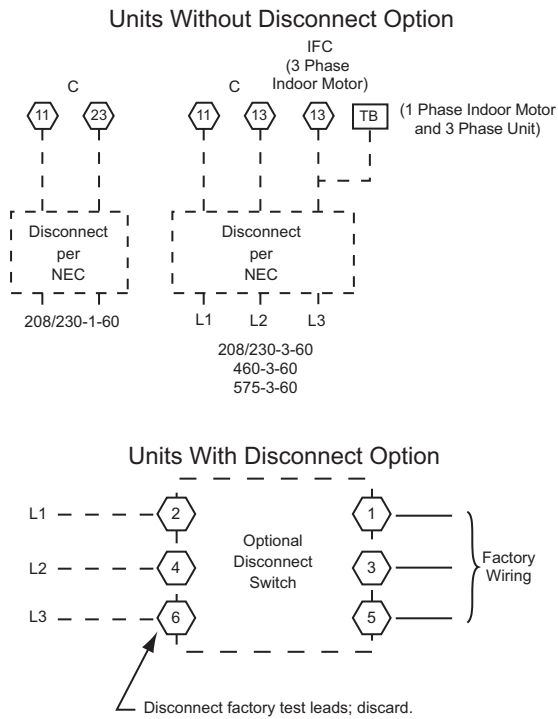 Units Without Disconnect Option
IFC
(3 Phase
Indoor Motor)
C
C
11
23
11
13
13
TB
(1 Phase Indoor Motor
and 3 Phase Unit)
Disconnect
per
NEC
Disconnect
per
NEC
208/230-1-60
L1
L2
L3
208/230-3-60
460-3-60
575-3-60
Units With Disconnect Option
L1
2
1
L2
4
Optional
Disconnect
Switch
3
Factory
Wiring
L3
6
5
Disconnect factory test leads; discard.